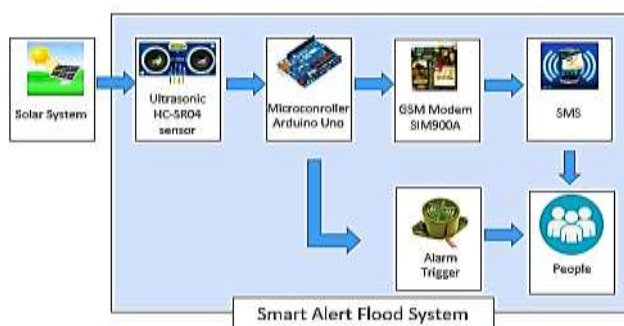 Solar System
Ultrasonic
HC-SR04
sensor
Microconroller
Arduino Uno
GSM Modem
SIM900A
SMS
Alarm
Trigger
People
Smart Alert Flood System